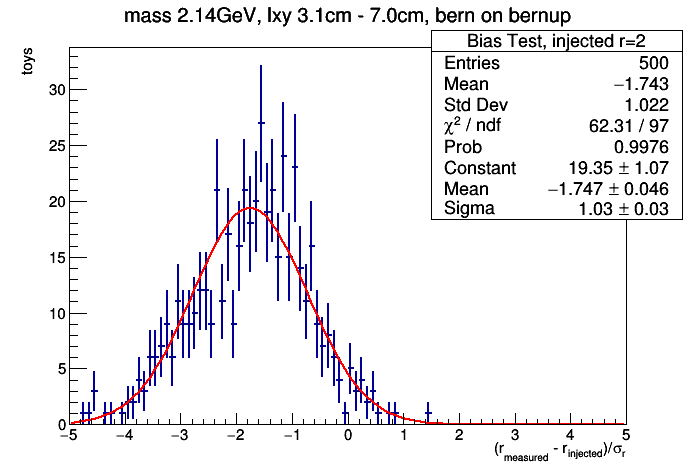 mass 2.14GeV, lxy 3.1cm - 7.0cm, bern on bernup
Bias Test, injected r=2
Entries 500
Mean −1.743
Std Dev 1.022
χ² / ndf 62.31 / 97
Prob 0.9976
Constant 19.35 ± 1.07
Mean −1.747 ± 0.046
Sigma 1.03 ± 0.03
toys
30
25
20
15
10
5
0
−5 −4 −3 −2 −1 0 1 2 3 4 5
(r_measured - r_injected)/σ_r